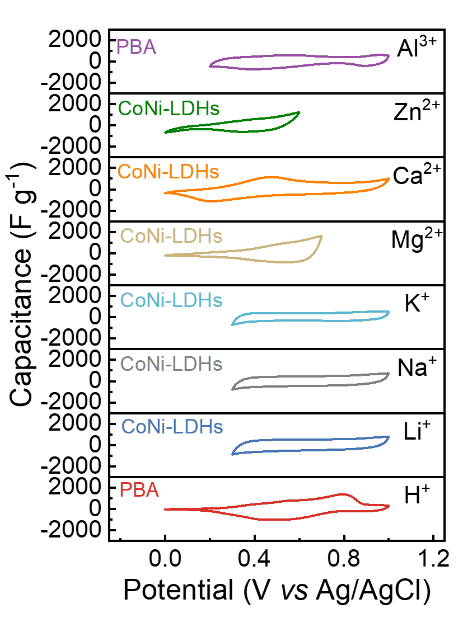 Capacitance (F g⁻¹)
2000
0
-2000
PBA
Al³⁺
2000
0
-2000
CoNi-LDHs
Zn²⁺
2000
0
-2000
CoNi-LDHs
Ca²⁺
2000
0
-2000
CoNi-LDHs
Mg²⁺
2000
0
-2000
CoNi-LDHs
K⁺
2000
0
-2000
CoNi-LDHs
Na⁺
2000
0
-2000
CoNi-LDHs
Li⁺
2000
0
-2000
PBA
H⁺
0.0 0.4 0.8 1.2
Potential (V vs Ag/AgCl)